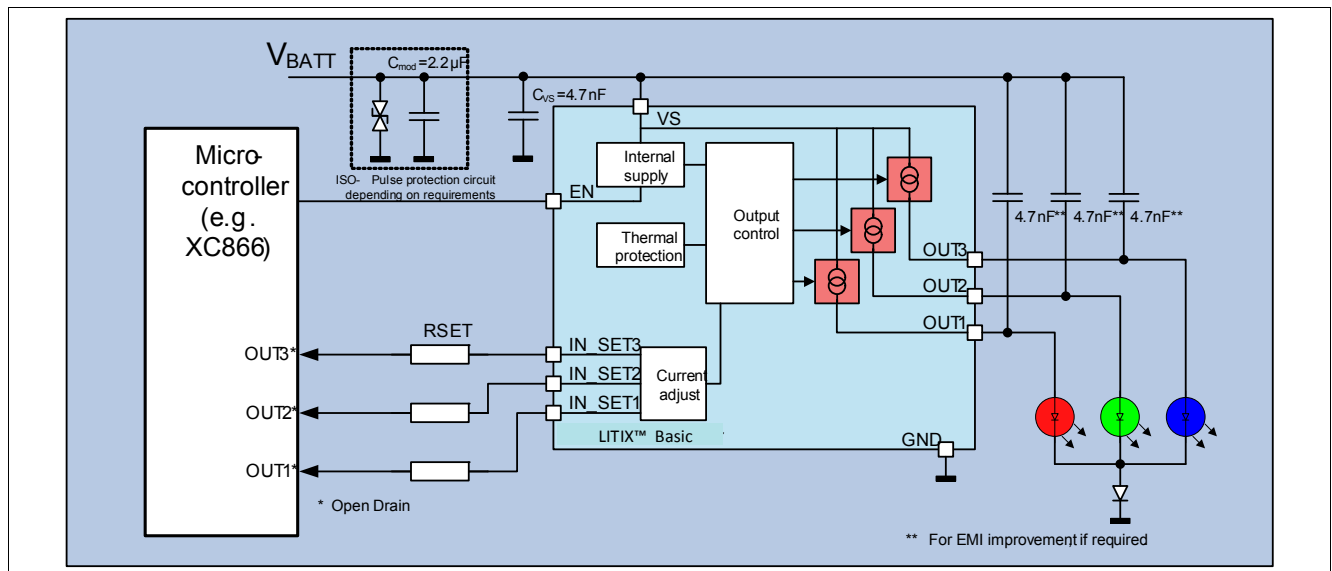 VBATT
Cmod=2.2µF
CVS=4.7nF
ISO- Pulse protection circuit
depending on requirements
Micro-
controller
(e.g.
XC866)
VS
EN
Internal
supply
Thermal
protection
Output
control
4.7nF**
4.7nF**
4.7nF**
OUT3
OUT2
OUT1
RSET
OUT3*
OUT2*
OUT1*
IN_SET3
IN_SET2
IN_SET1
Current
adjust
LITIX™ Basic
GND
* Open Drain
** For EMI improvement if required